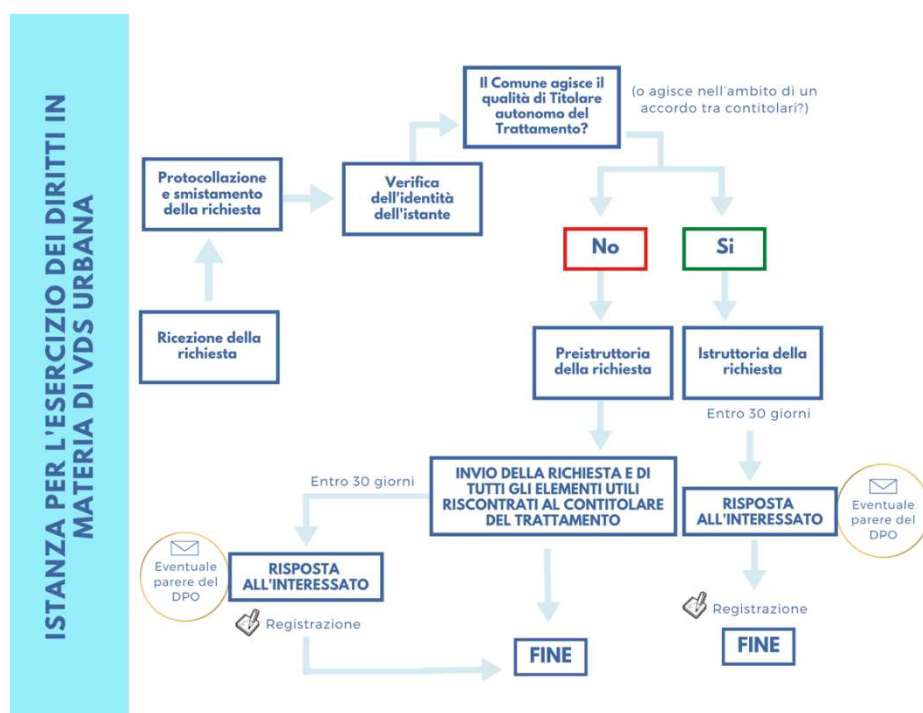 ISTANZA PER L'ESERCIZIO DEI DIRITTI IN
MATERIA DI VDS URBANA
Ricezione della
richiesta
Protocollazione
e smistamento
della richiesta
Verifica
dell'identità
dell'istante
Il Comune agisce il
qualità di Titolare
autonomo del
Trattamento?
(o agisce nell'ambito di un
accordo tra contitolari?)
No
Si
Preistruttoria
della richiesta
Istruttoria della
richiesta
Entro 30 giorni
INVIO DELLA RICHIESTA E DI
TUTTI GLI ELEMENTI UTILI
RISCONTRATI AL CONTITOLARE
DEL TRATTAMENTO
Entro 30 giorni
RISPOSTA
ALL'INTERESSATO
Eventuale
parere del
DPO
Eventuale
parere del
DPO
RISPOSTA
ALL'INTERESSATO
Registrazione
Registrazione
FINE
FINE